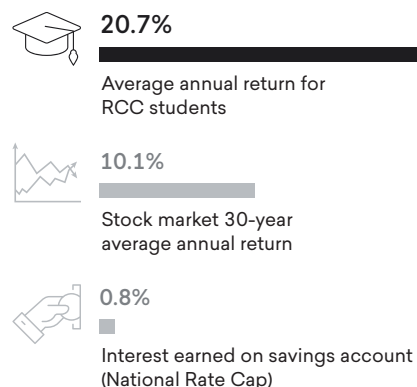 20.7%
Average annual return for
RCC students
10.1%
Stock market 30-year
average annual return
0.8%
Interest earned on savings account
(National Rate Cap)